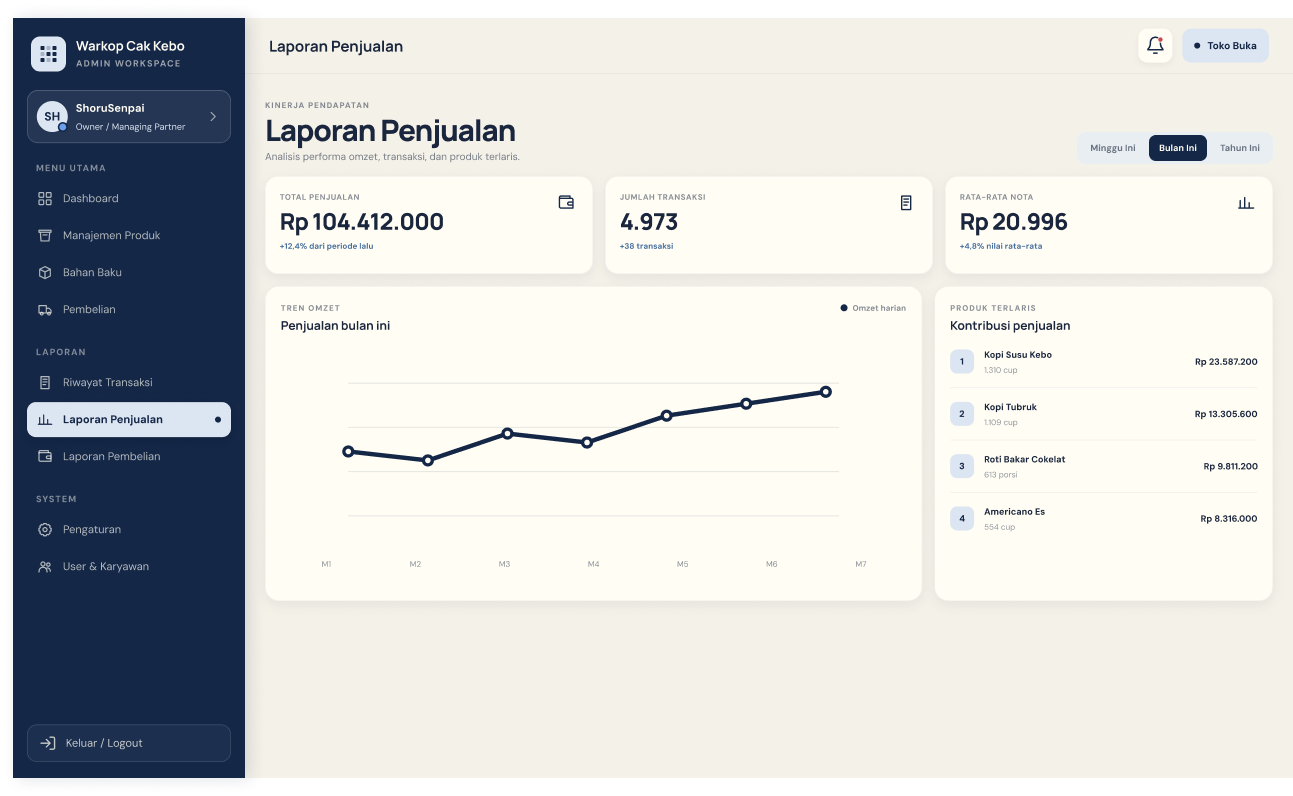 Warkop Cak Kebo
ADMIN WORKSPACE
SH
ShoruSenpai
Owner / Managing Partner
MENU UTAMA
Dashboard
Manajemen Produk
Bahan Baku
Pembelian
LAPORAN
Riwayat Transaksi
Laporan Penjualan
Laporan Pembelian
SYSTEM
Pengaturan
User & Karyawan
Keluar / Logout
Laporan Penjualan
Toko Buka
KINERJA PENDAPATAN
Laporan Penjualan
Analisis performa omzet, transaksi, dan produk terlaris.
Minggu Ini
Bulan Ini
Tahun Ini
TOTAL PENJUALAN
Rp 104.412.000
+12,4% dari periode lalu
JUMLAH TRANSAKSI
4.973
+38 transaksi
RATA-RATA NOTA
Rp 20.996
+4,8% nilai rata-rata
TREN OMZET
Penjualan bulan ini
Omzet harian
M1 M2 M3 M4 M5 M6 M7
PRODUK TERLARIS
Kontribusi penjualan
1 Kopi Susu Kebo Rp 23.587.200
1.310 cup
2 Kopi Tubruk Rp 13.305.600
1.109 cup
3 Roti Bakar Cokelat Rp 9.811.200
613 porsi
4 Americano Es Rp 8.316.000
554 cup